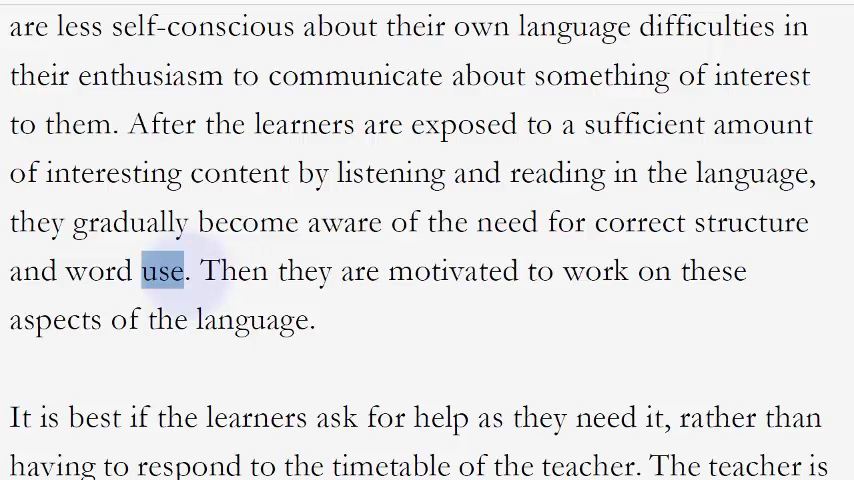 are less self-conscious about their own language difficulties in
their enthusiasm to communicate about something of interest
to them. After the learners are exposed to a sufficient amount
of interesting content by listening and reading in the language,
they gradually become aware of the need for correct structure
and word use. Then they are motivated to work on these
aspects of the language.
It is best if the learners ask for help as they need it, rather than
having to respond to the timetable of the teacher. The teacher is